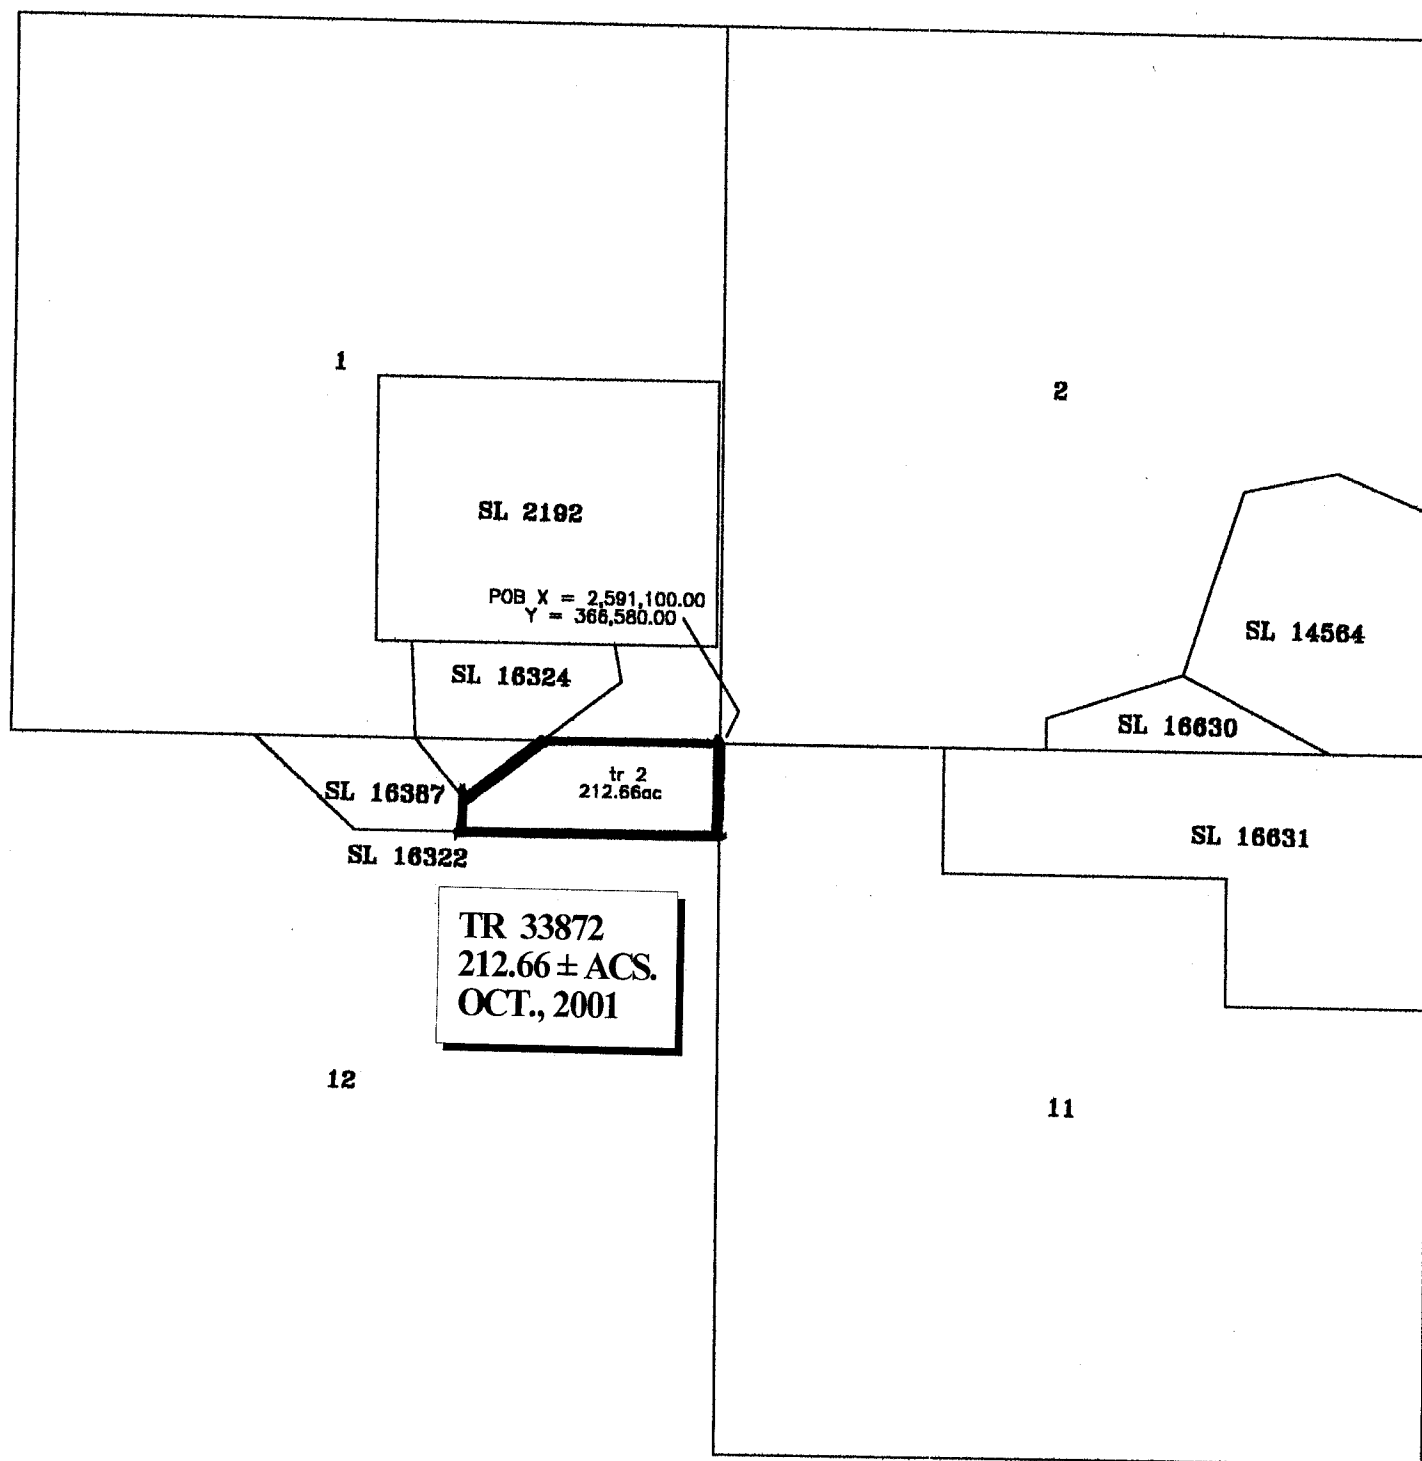 1
2
SL 2192
POB X = 2,591,100.00
Y = 366,580.00
SL 14564
SL 16324
SL 16630
tr 2
212.66ac
SL 16387
SL 16631
SL 16322
TR 33872
212.66 ± ACS.
OCT., 2001
12
11